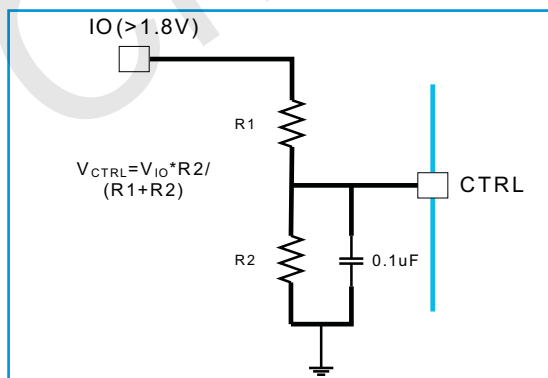 IO (>1.8V)
R1
VCTRL=VIO*R2/
(R1+R2)
CTRL
R2
0.1uF